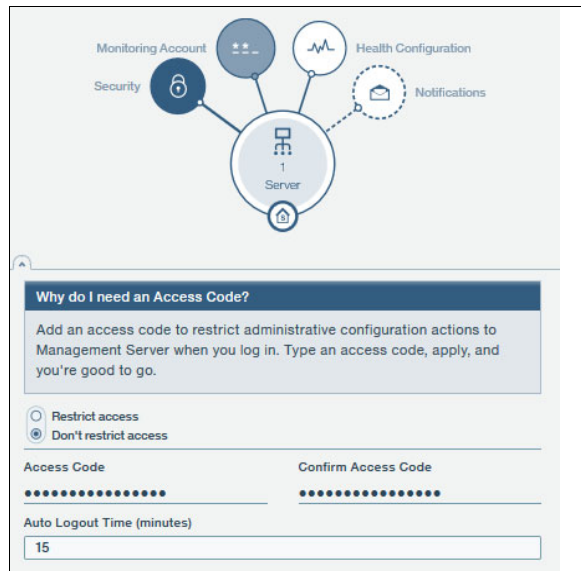 Monitoring Account
Health Configuration
Security
Notifications
1
Server
Why do I need an Access Code?
Add an access code to restrict administrative configuration actions to
Management Server when you log in. Type an access code, apply, and
you're good to go.
Restrict access
Don't restrict access
Access Code Confirm Access Code
•••••••••••••••• ••••••••••••••••
Auto Logout Time (minutes)
15